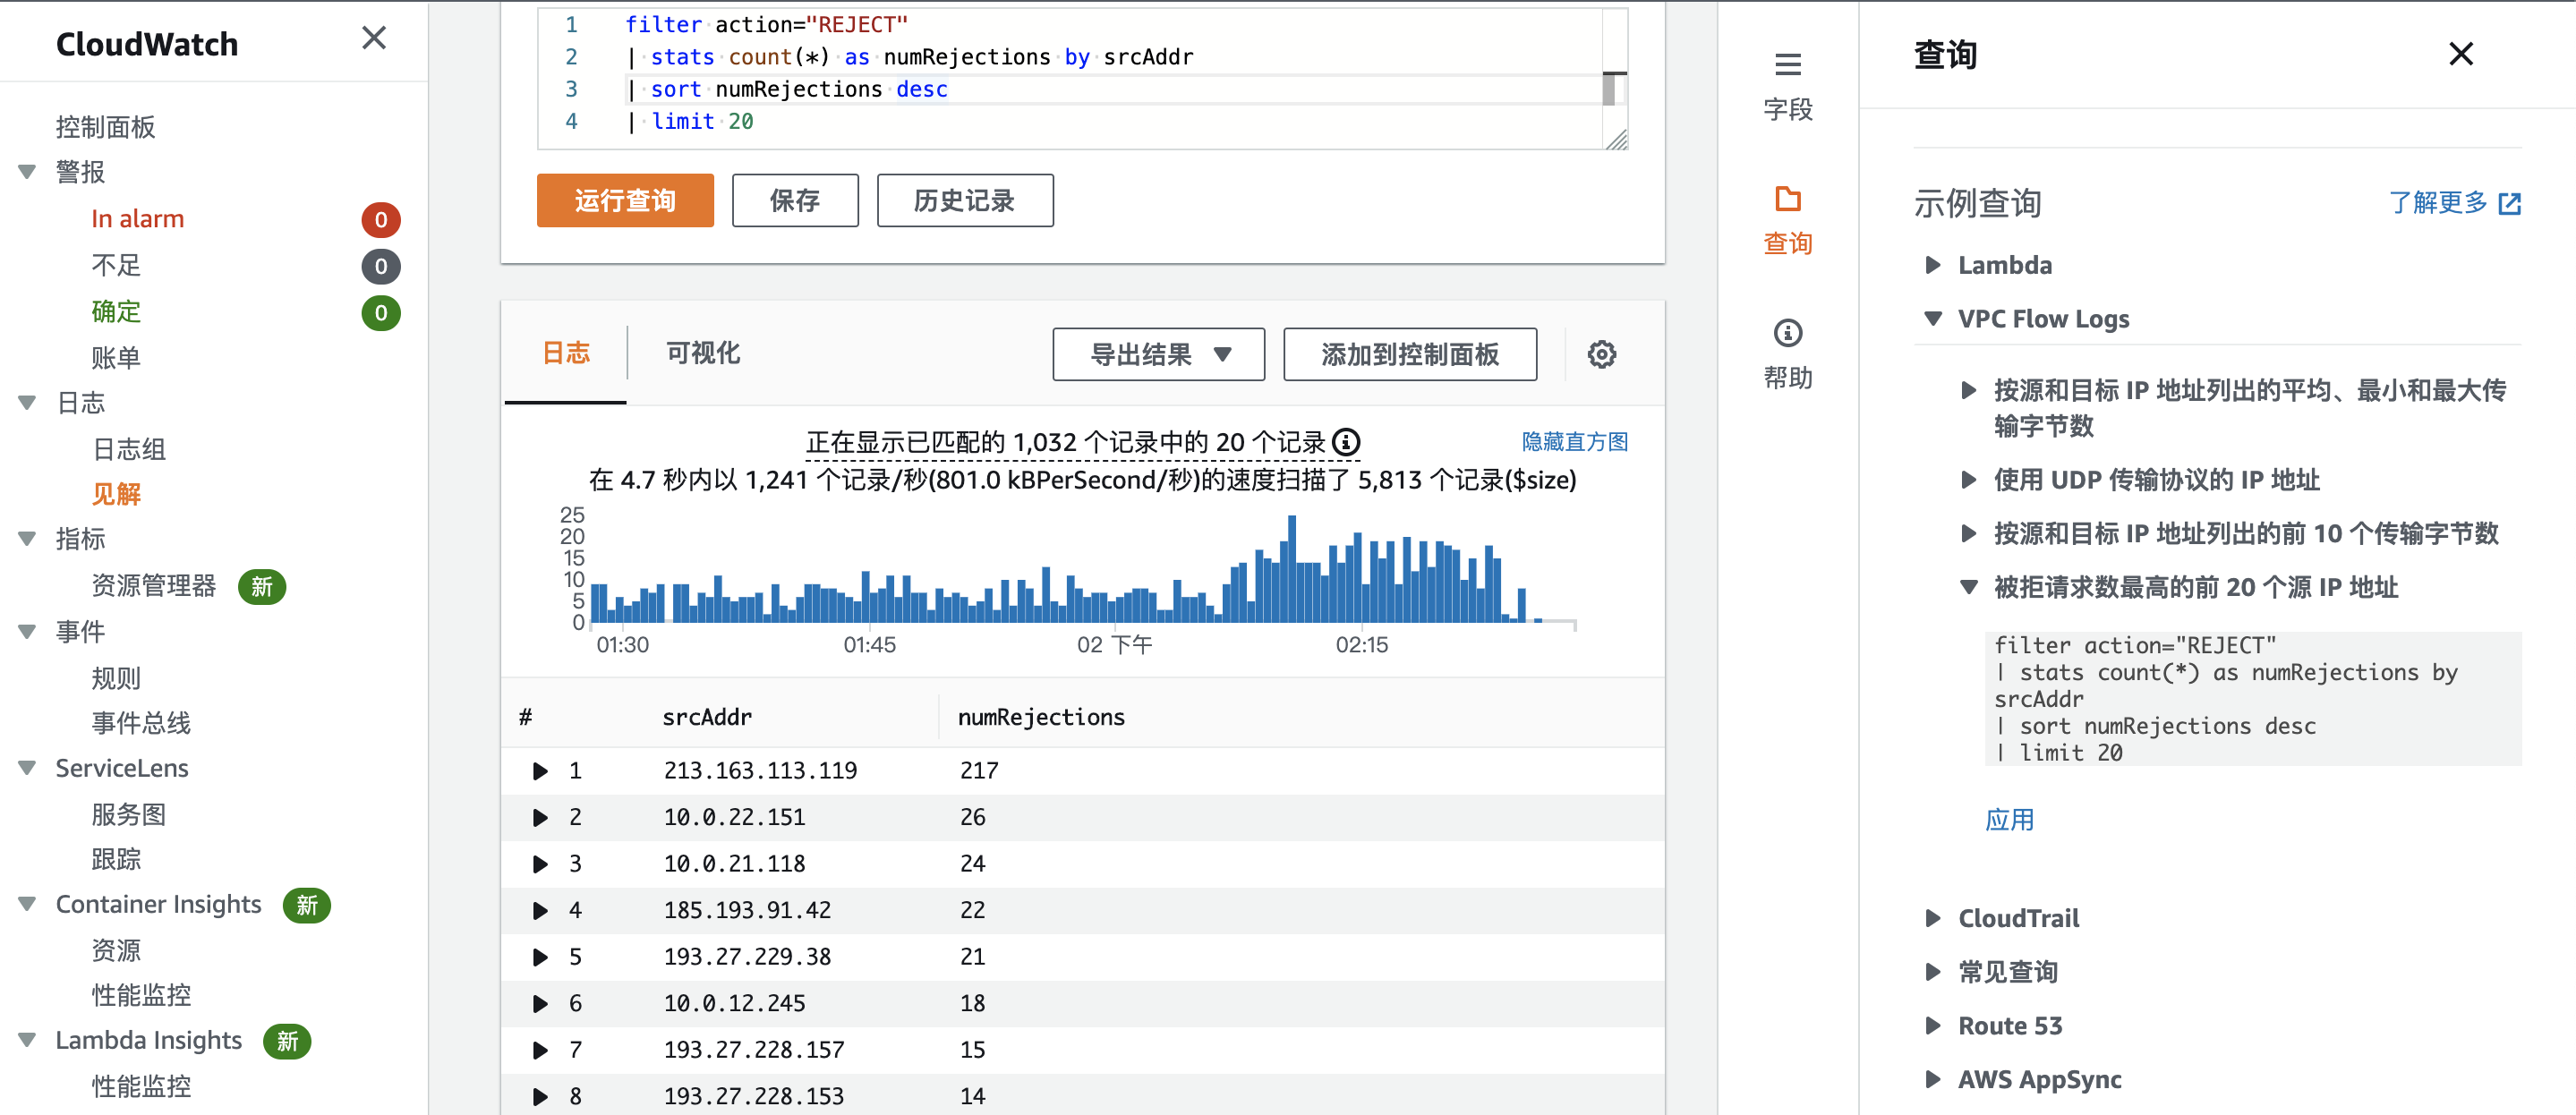 CloudWatch
控制面板
警报
In alarm 0
不足 0
确定 0
账单
日志
日志组
见解
指标
资源管理器 新
事件
规则
事件总线
ServiceLens
服务图
跟踪
Container Insights 新
资源
性能监控
Lambda Insights 新
性能监控
1 filter action="REJECT"
2 | stats count(*) as numRejections by srcAddr
3 | sort numRejections desc
4 | limit 20
运行查询 保存 历史记录
日志 可视化 导出结果 添加到控制面板
正在显示已匹配的 1,032 个记录中的 20 个记录
隐藏直方图
在 4.7 秒内以 1,241 个记录/秒(801.0 kBPerSecond/秒)的速度扫描了 5,813 个记录($size)
25
20
15
10
5
0
01:30 01:45 02 下午 02:15
# srcAddr numRejections
1 213.163.113.119 217
2 10.0.22.151 26
3 10.0.21.118 24
4 185.193.91.42 22
5 193.27.229.38 21
6 10.0.12.245 18
7 193.27.228.157 15
8 193.27.228.153 14
字段
查询
帮助
查询
示例查询 了解更多
Lambda
VPC Flow Logs
按源和目标 IP 地址列出的平均、最小和最大传
输字节数
使用 UDP 传输协议的 IP 地址
按源和目标 IP 地址列出的前 10 个传输字节数
被拒请求数最高的前 20 个源 IP 地址
filter action="REJECT"
| stats count(*) as numRejections by
srcAddr
| sort numRejections desc
| limit 20
应用
CloudTrail
常见查询
Route 53
AWS AppSync